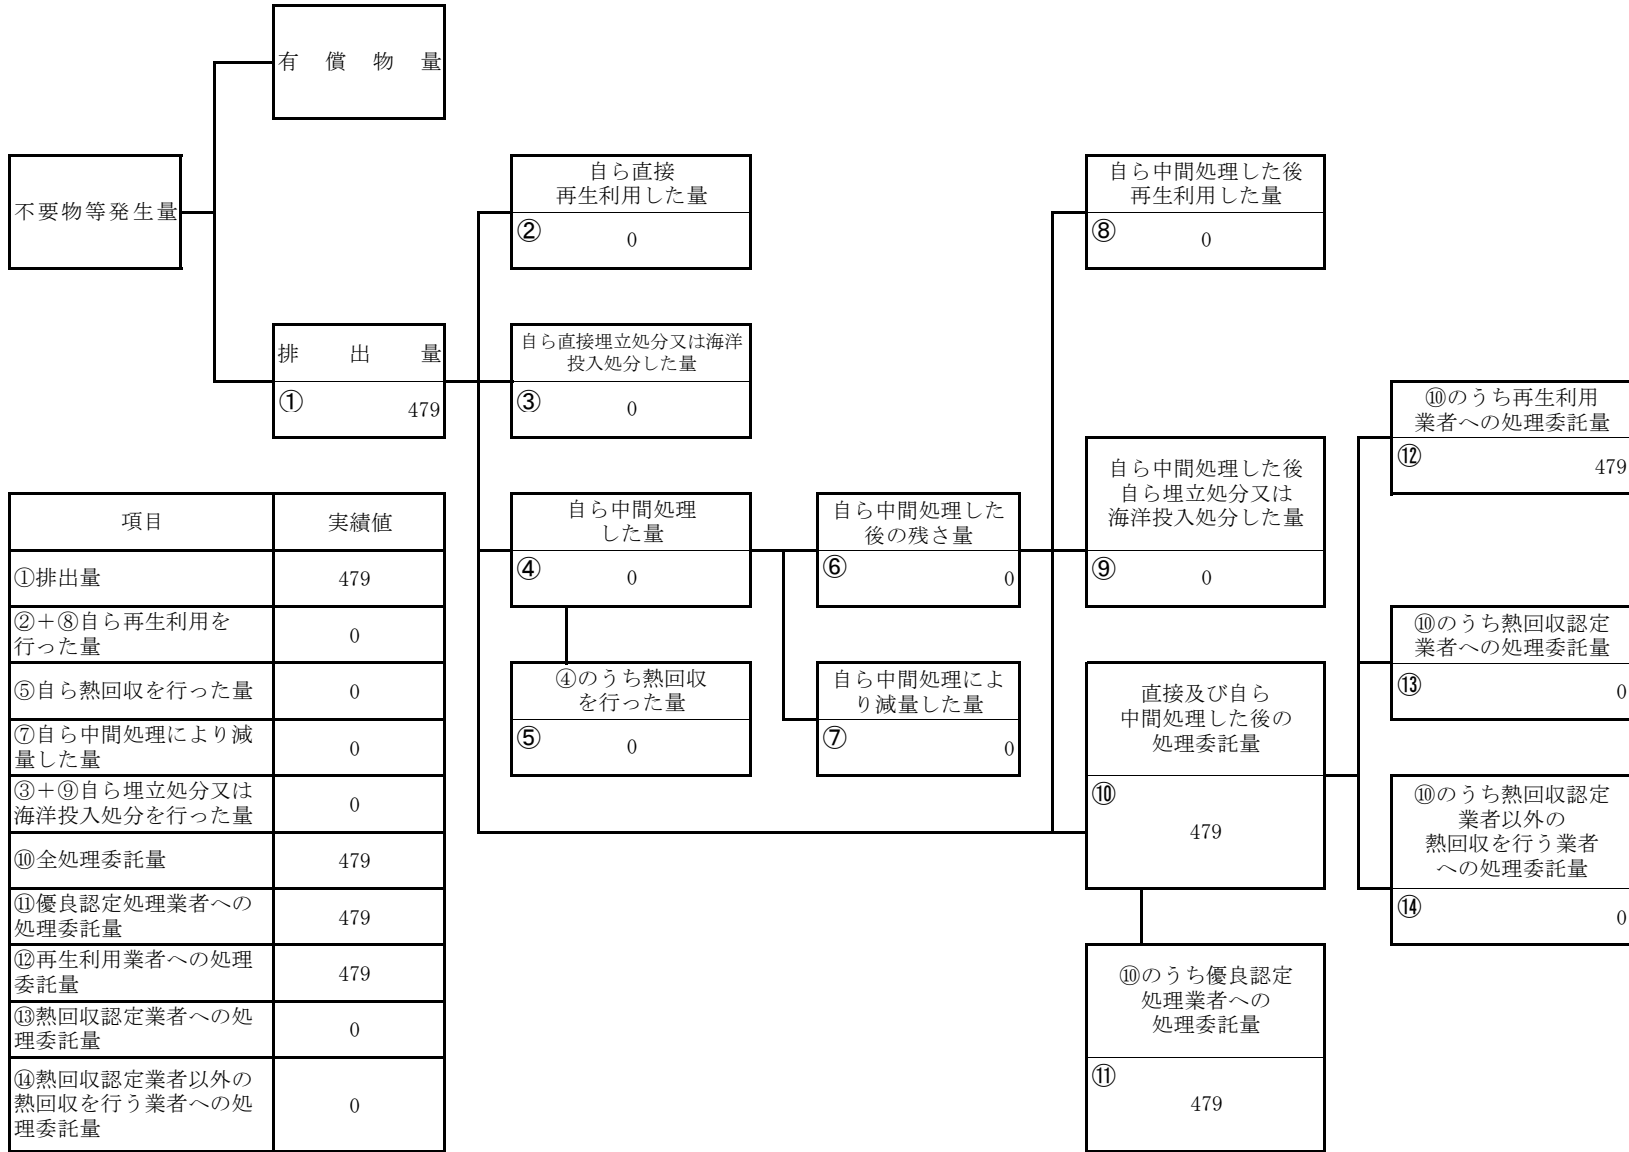 有償物量
不要物等発生量
排出量
①
479
自ら直接
再生利用した量
②
0
自ら直接埋立処分又は海洋
投入処分した量
③
0
自ら中間処理
した量
④
0
④のうち熱回収
を行った量
⑤
0
自ら中間処理した
後の残さ量
⑥
0
自ら中間処理によ
り減量した量
⑦
0
自ら中間処理した後
再生利用した量
⑧
0
自ら中間処理した後
自ら埋立処分又は
海洋投入処分した量
⑨
0
直接及び自ら
中間処理した後の
処理委託量
⑩
479
⑩のうち優良認定
処理業者への
処理委託量
⑪
479
⑩のうち再生利用
業者への処理委託量
⑫
479
⑩のうち熱回収認定
業者への処理委託量
⑬
0
⑩のうち熱回収認定
業者以外の
熱回収を行う業者
への処理委託量
⑭
0
項目 実績値
①排出量 479
②+⑧自ら再生利用を
行った量 0
⑤自ら熱回収を行った量 0
⑦自ら中間処理により減
量した量 0
③+⑨自ら埋立処分又は
海洋投入処分を行った量 0
⑩全処理委託量 479
⑪優良認定処理業者への
処理委託量 479
⑫再生利用業者への処理
委託量 479
⑬熱回収認定業者への処
理委託量 0
⑭熱回収認定業者以外の
熱回収を行う業者への処
理委託量 0